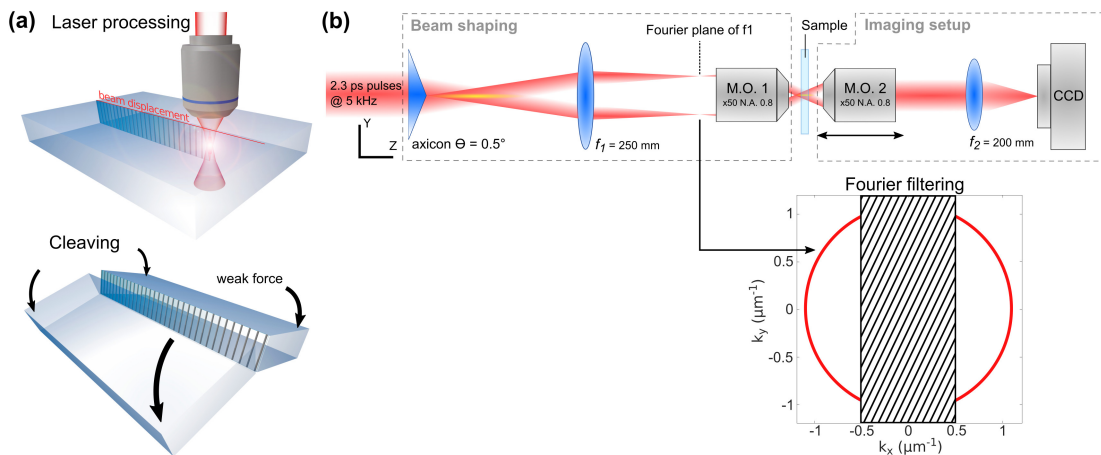 (a)
Laser processing
beam displacement
Cleaving
weak force
(b)
Beam shaping
Fourier plane of f1
Sample
Imaging setup
2.3 ps pulses
@ 5 kHz
M.O. 1
x50 N.A. 0.8
M.O. 2
x50 N.A. 0.8
CCD
Y
Z
axicon ϴ = 0.5°
f1 = 250 mm
f2 = 200 mm
Fourier filtering
1
0.5
0
-0.5
-1
ky (µm-1)
-1
-0.5
0
0.5
1
kx (µm-1)